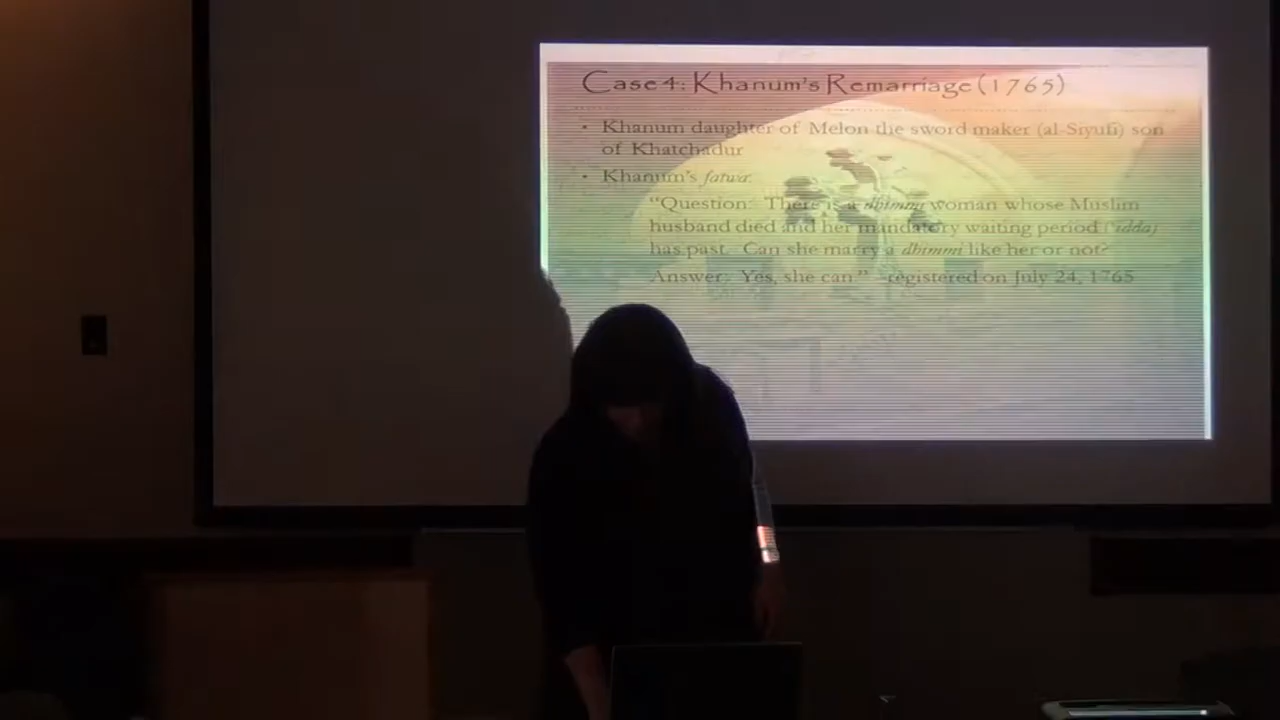 Case 4: Khanum's Remarriage (1765)
• Khanum daughter of Melon the sword maker (al-Siyufi) son
of Khatchadur
• Khanum's fatwa:
"Question: There is a dhimmi woman whose Muslim
husband died and her mandatory waiting period ('idda)
has past. Can she marry a dhimmi like her or not?
Answer: Yes, she can" –registered on July 24, 1765